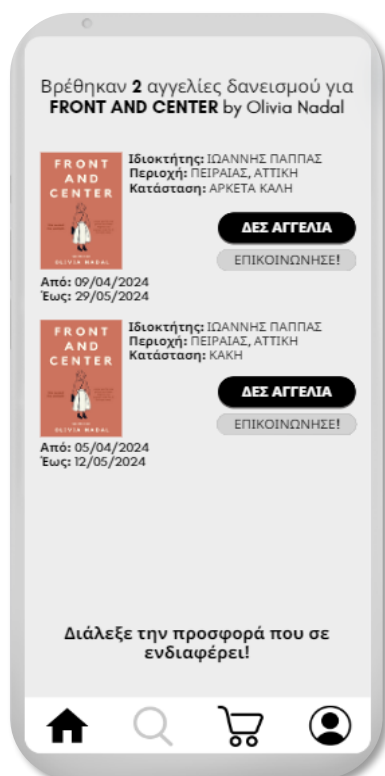 Βρέθηκαν 2 αγγελίες δανεισμού για
FRONT AND CENTER by Olivia Nadal
FRONT
AND
CENTER
OLIVIA NADAL
Ιδιοκτήτης: ΙΩΑΝΝΗΣ ΠΑΠΠΑΣ
Περιοχή: ΠΕΙΡΑΙΑΣ, ΑΤΤΙΚΗ
Κατάσταση: ΑΡΚΕΤΑ ΚΑΛΗ
ΔΕΣ ΑΓΓΕΛΙΑ
ΕΠΙΚΟΙΝΩΝΗΣΕ!
Από: 09/04/2024
Έως: 29/05/2024
FRONT
AND
CENTER
OLIVIA NADAL
Ιδιοκτήτης: ΙΩΑΝΝΗΣ ΠΑΠΠΑΣ
Περιοχή: ΠΕΙΡΑΙΑΣ, ΑΤΤΙΚΗ
Κατάσταση: ΚΑΚΗ
ΔΕΣ ΑΓΓΕΛΙΑ
ΕΠΙΚΟΙΝΩΝΗΣΕ!
Από: 05/04/2024
Έως: 12/05/2024
Διάλεξε την προσφορά που σε
ενδιαφέρει!